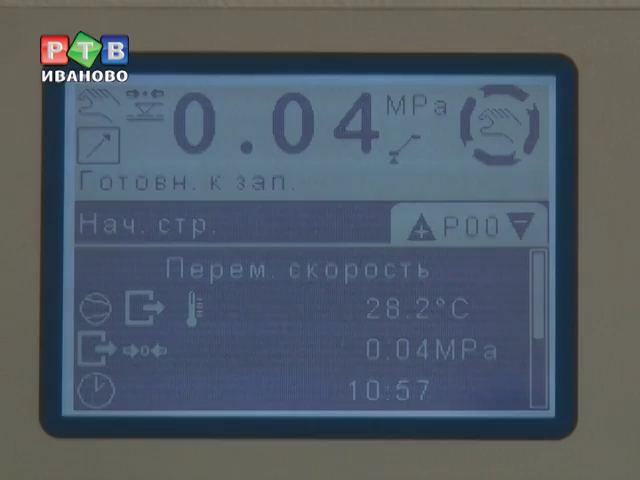 РТВ
ИВАНОВО
0.04 MPa
Готовн. к зап.
Нач. стр.
P00
Перем. скорость
28.2°C
0.04MPa
10:57